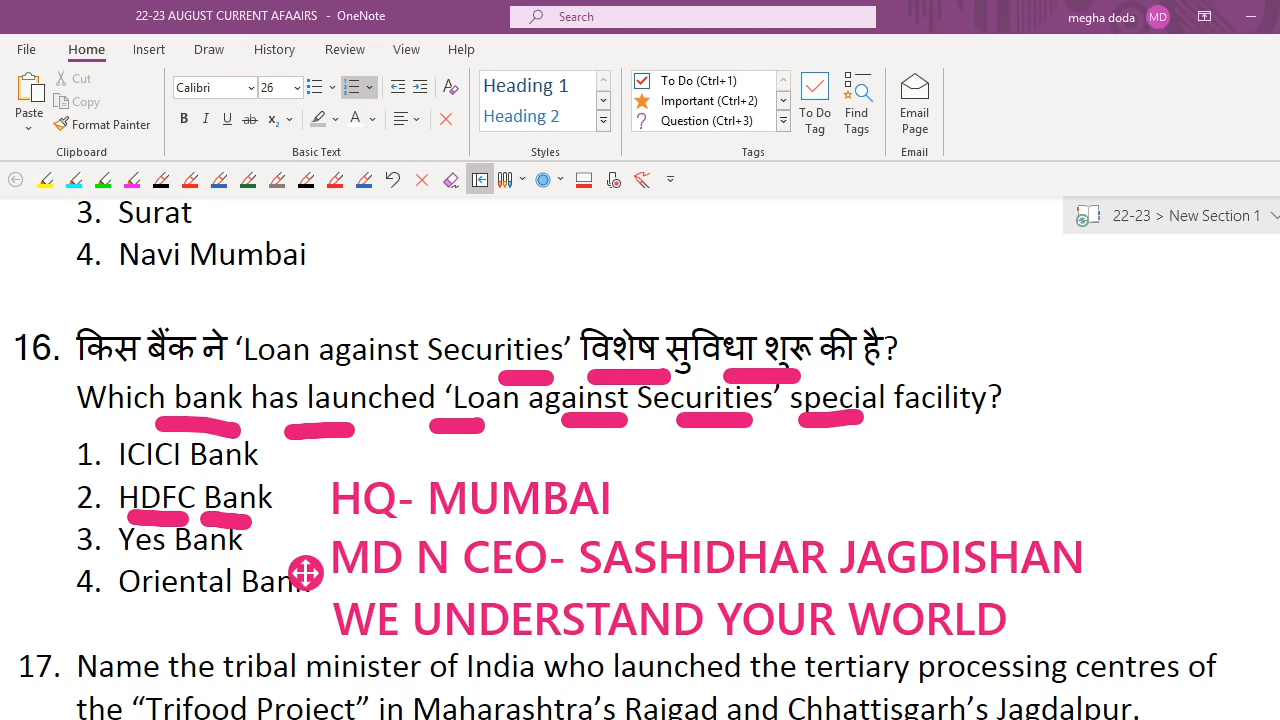 22-23 AUGUST CURRENT AFAAIRS - OneNote
Search
megha doda MD
File Home Insert Draw History Review View Help
Paste
Cut
Copy
Format Painter
Clipboard
Calibri 26
B I U ab x2 A
Basic Text
Heading 1
Heading 2
Styles
To Do (Ctrl+1)
Important (Ctrl+2)
? Question (Ctrl+3)
To Do Tag
Find Tags
Tags
Email Page
Email
22-23 > New Section 1
3. Surat
4. Navi Mumbai
16. किस बैंक ने ‘Loan against Securities’ विशेष सुविधा शुरू की है?
Which bank has launched ‘Loan against Securities’ special facility?
1. ICICI Bank
2. HDFC Bank HQ- MUMBAI
3. Yes Bank MD N CEO- SASHIDHAR JAGDISHAN
4. Oriental Bank
WE UNDERSTAND YOUR WORLD
17. Name the tribal minister of India who launched the tertiary processing centres of
the “Trifood Project” in Maharashtra’s Raigad and Chhattisgarh’s Jagdalpur.